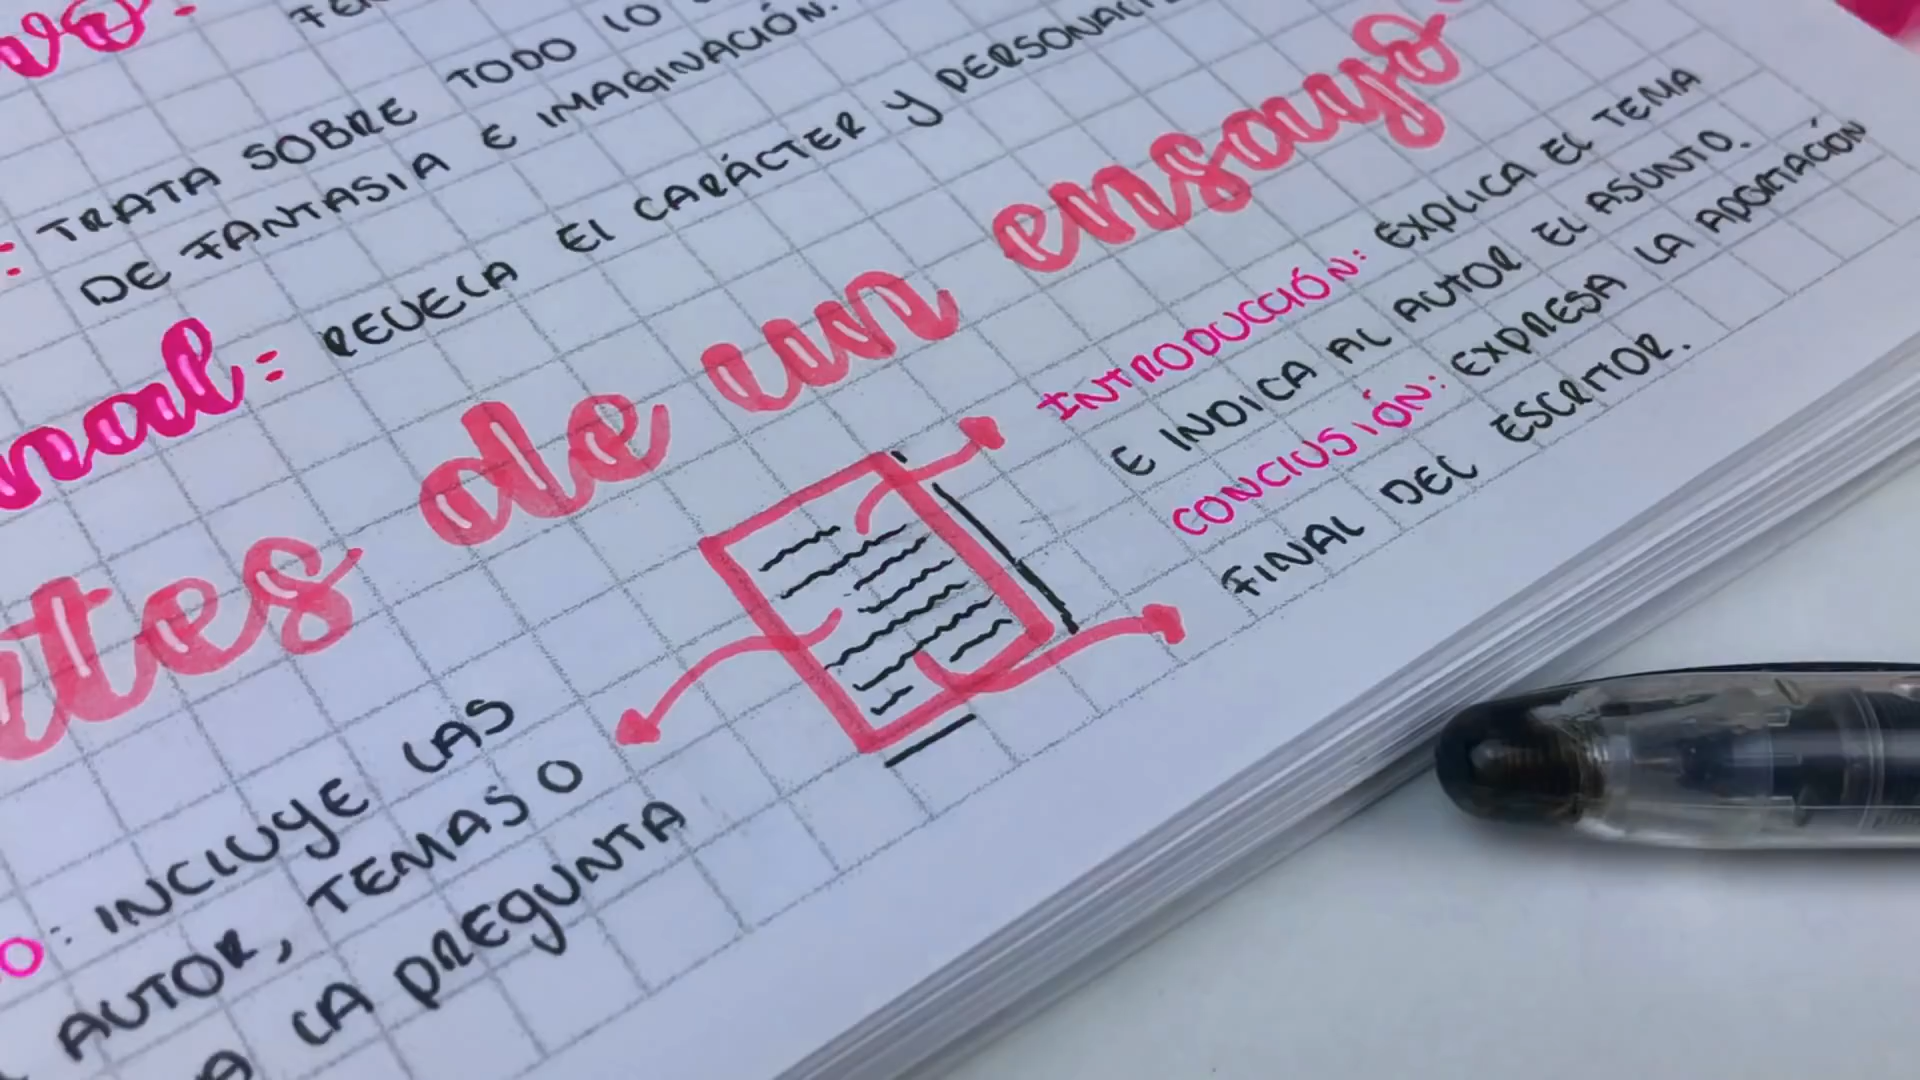 TRATA SOBRE TODO LO
DE FANTASIA E IMAGINACIÓN.
REVELA EL CARÁCTER Y
de un ensayo
INTRODUCCIÓN: EXPLICA EL TEMA
E INDICA AL AUTOR EL ASUNTO.
CONCLUSIÓN: EXPRESA LA APORTACIÓN
FINAL DEL ESCRITOR.
: INCLUYE LAS
AUTOR, TEMAS O
LA PREGUNTA